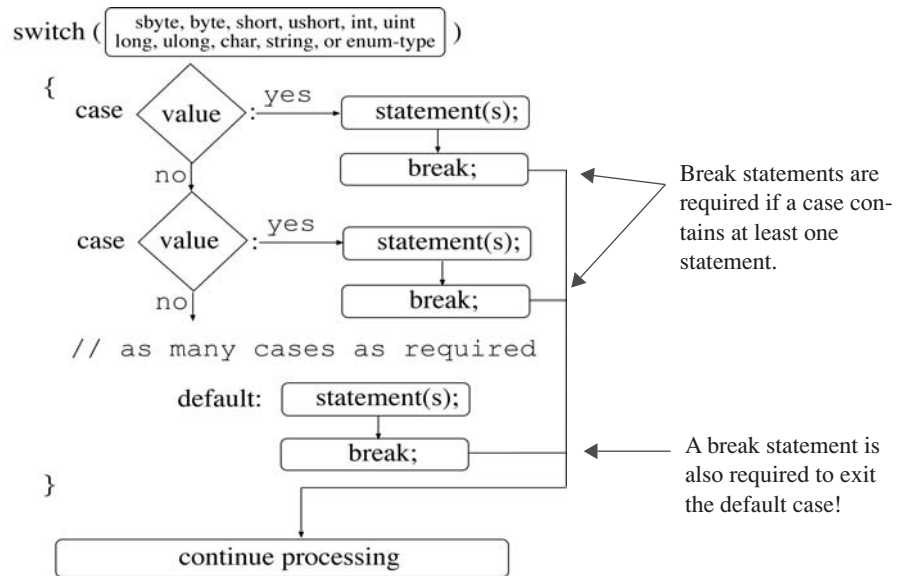 switch ( sbyte, byte, short, ushort, int, uint
long, ulong, char, string, or enum-type )
{
case value : yes statement(s);
break;
no
case value : yes statement(s);
break;
no
// as many cases as required
default: statement(s);
break;
}
continue processing
Break statements are
required if a case con-
tains at least one
statement.
A break statement is
also required to exit
the default case!